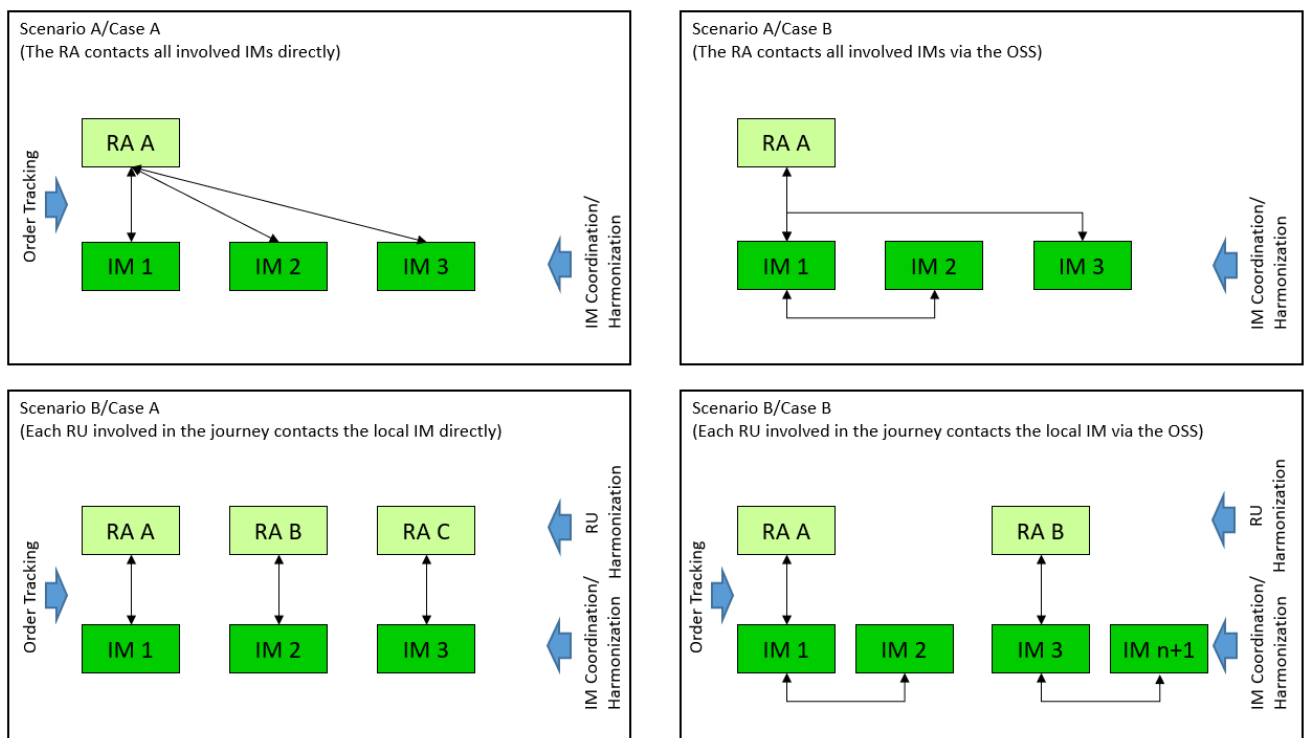 Scenario A/Case A
(The RA contacts all involved IMs directly)
Order Tracking
RA A
IM 1
IM 2
IM 3
IM Coordination/
Harmonization
Scenario A/Case B
(The RA contacts all involved IMs via the OSS)
RA A
IM 1
IM 2
IM 3
IM Coordination/
Harmonization
Scenario B/Case A
(Each RU involved in the journey contacts the local IM directly)
Order Tracking
RA A
RA B
RA C
RU
Harmonization
IM 1
IM 2
IM 3
IM Coordination/
Harmonization
Scenario B/Case B
(Each RU involved in the journey contacts the local IM via the OSS)
Order Tracking
RA A
RA B
RU
Harmonization
IM 1
IM 2
IM 3
IM n+1
IM Coordination/
Harmonization